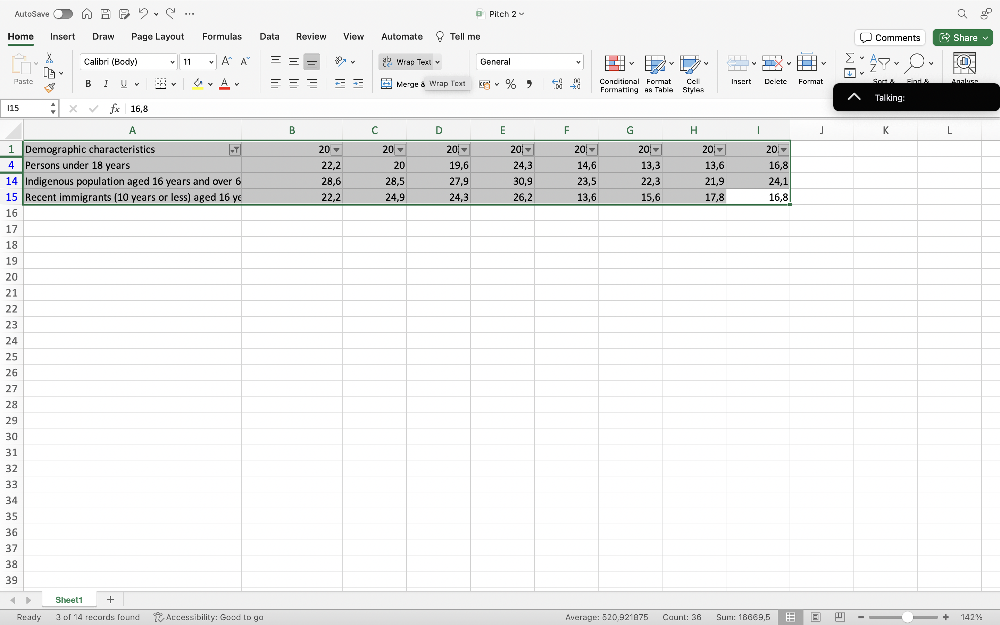 AutoSave
Pitch 2
Home Insert Draw Page Layout Formulas Data Review View Automate Tell me
Comments Share
Paste
Calibri (Body) 11
Wrap Text
General
Conditional Formatting
Format as Table
Cell Styles
Insert
Delete
Format
Sort &
Find &
Analyse
B I U
Merge &
Wrap Text
Talking:
I15 fx 16,8
A B C D E F G H I J K L
1 Demographic characteristics 20 20 20 20 20 20 20 20
4 Persons under 18 years 22,2 20 19,6 24,3 14,6 13,3 13,6 16,8
14 Indigenous population aged 16 years and over 6 28,6 28,5 27,9 30,9 23,5 22,3 21,9 24,1
15 Recent immigrants (10 years or less) aged 16 ye 22,2 24,9 24,3 26,2 13,6 15,6 17,8 16,8
16
17
18
19
20
21
22
23
24
25
26
27
28
29
30
31
32
33
34
35
36
37
38
39
Sheet1 +
Ready 3 of 14 records found Accessibility: Good to go Average: 520,921875 Count: 36 Sum: 16669,5 142%